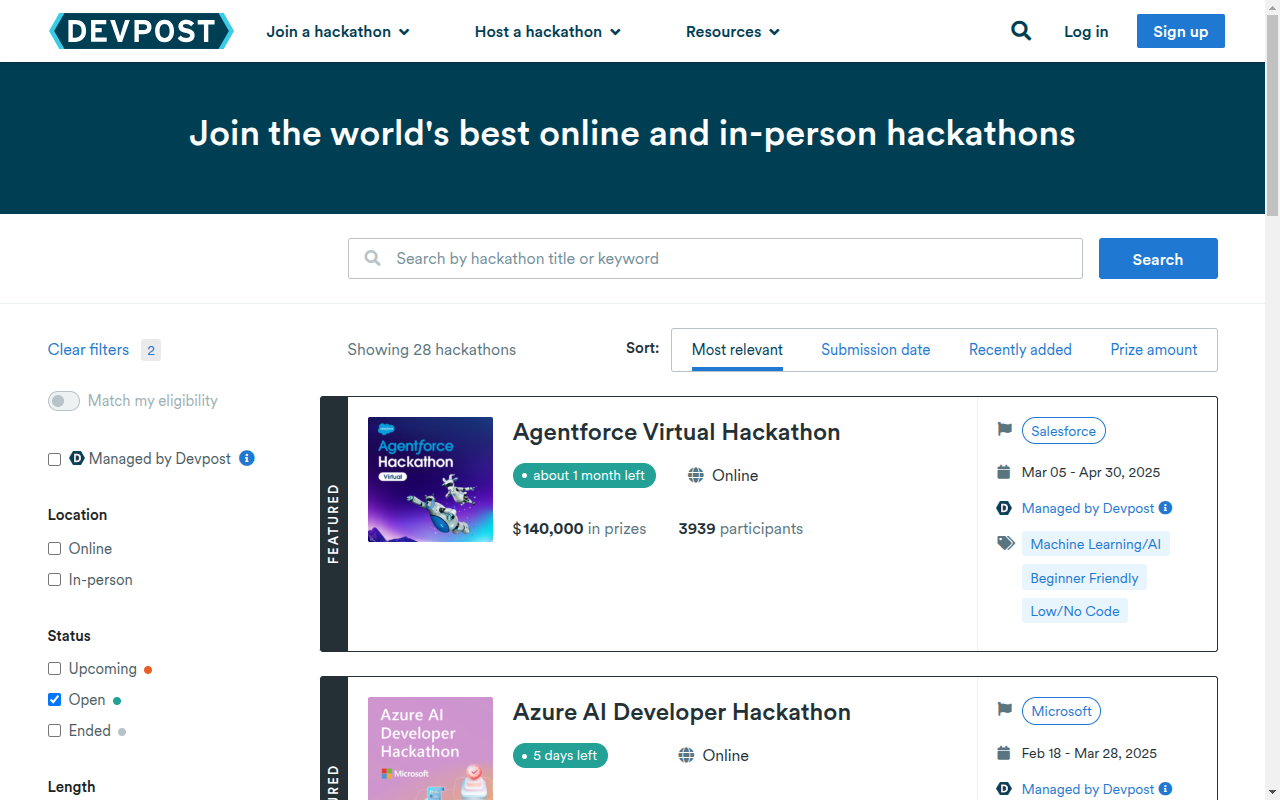 DEVPOST
Join a hackathon
Host a hackathon
Resources
Log in
Sign up
Join the world's best online and in-person hackathons
Search by hackathon title or keyword
Search
Clear filters 2
Showing 28 hackathons
Sort:
Most relevant
Submission date
Recently added
Prize amount
Match my eligibility
D Managed by Devpost i
Location
Online
In-person
Status
Upcoming
Open
Ended
Length
FEATURED
salesforce
Agentforce
Hackathon
Virtual
Agentforce Virtual Hackathon
about 1 month left
Online
$140,000 in prizes
3939 participants
Salesforce
Mar 05 - Apr 30, 2025
D Managed by Devpost i
Machine Learning/AI
Beginner Friendly
Low/No Code
URED
Azure AI
Developer
Hackathon
Microsoft
Azure AI Developer Hackathon
5 days left
Online
Microsoft
Feb 18 - Mar 28, 2025
D Managed by Devpost i